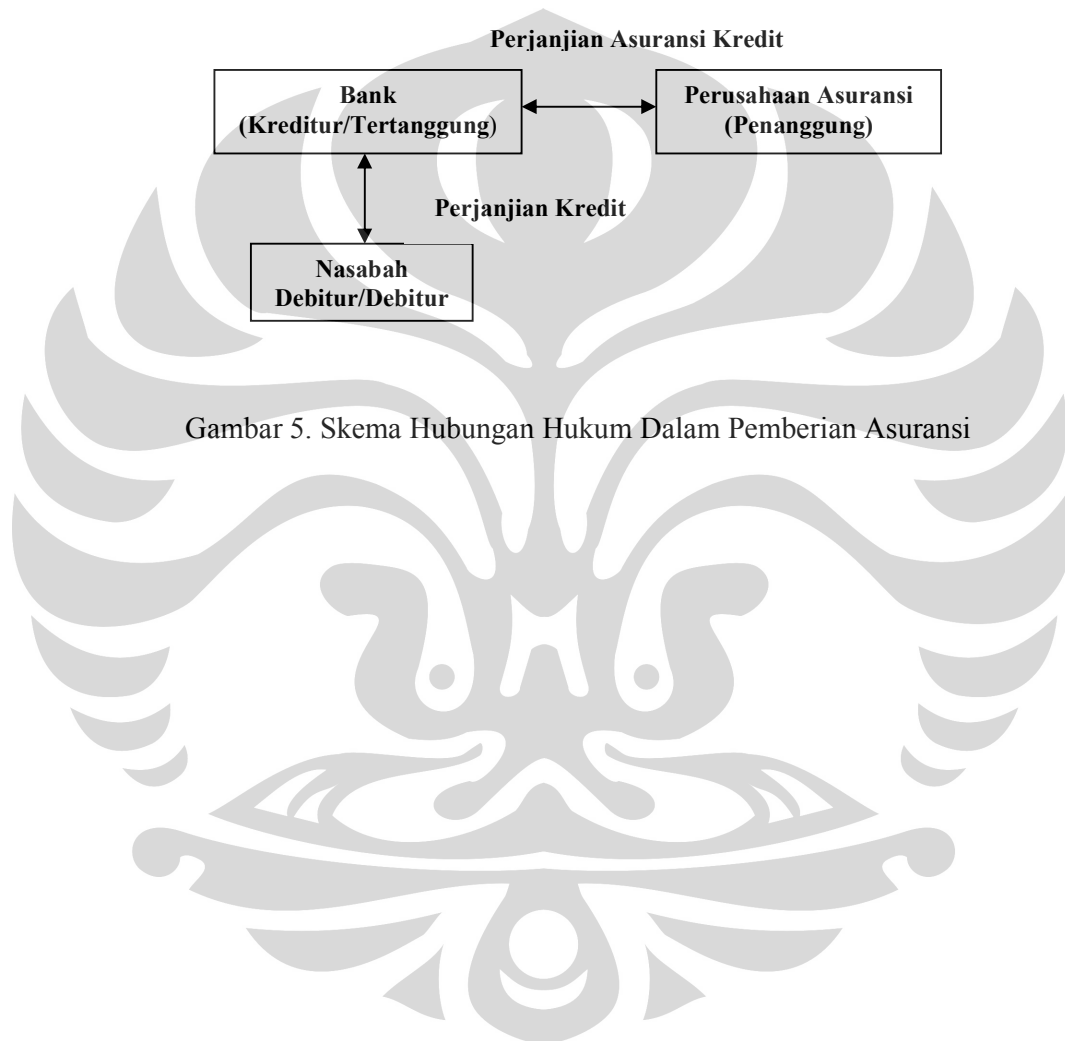 Perjanjian Asuransi Kredit
Bank
(Kreditur/Tertanggung)
Perusahaan Asuransi
(Penanggung)
Perjanjian Kredit
Nasabah
Debitur/Debitur
Gambar 5. Skema Hubungan Hukum Dalam Pemberian Asuransi